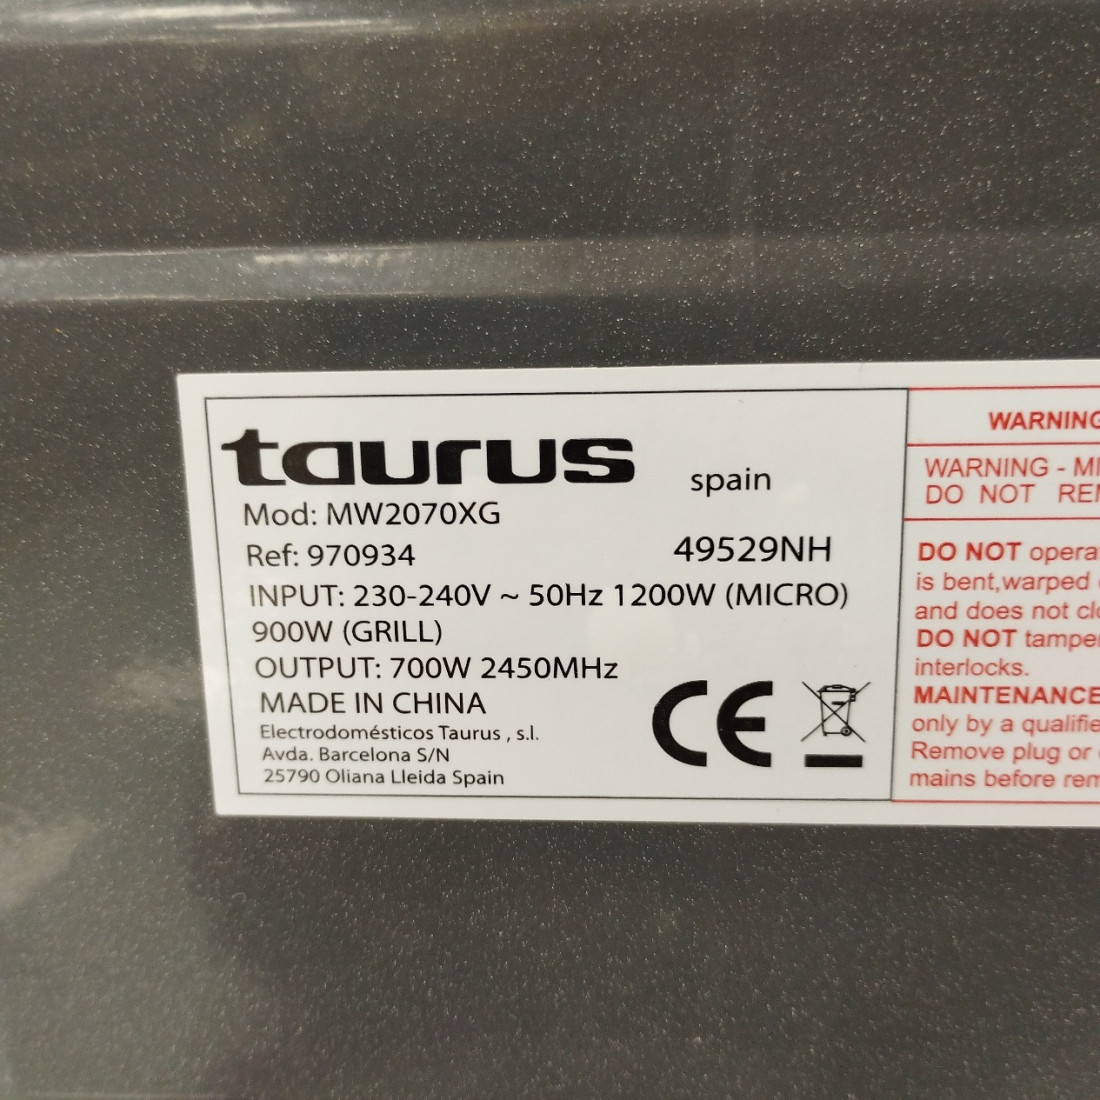 taurus
spain
Mod: MW2070XG
Ref: 970934
49529NH
INPUT: 230-240V ~ 50Hz 1200W (MICRO)
900W (GRILL)
OUTPUT: 700W 2450MHz
MADE IN CHINA
Electrodomésticos Taurus , s.l.
Avda. Barcelona S/N
25790 Oliana Lleida Spain
CE
WARNING
WARNING - 
DO NOT
DO NOT
is bent,warped
and does not
DO NOT
interlocks.
MAINTENANCE
only by a
Remove plug or
mains before